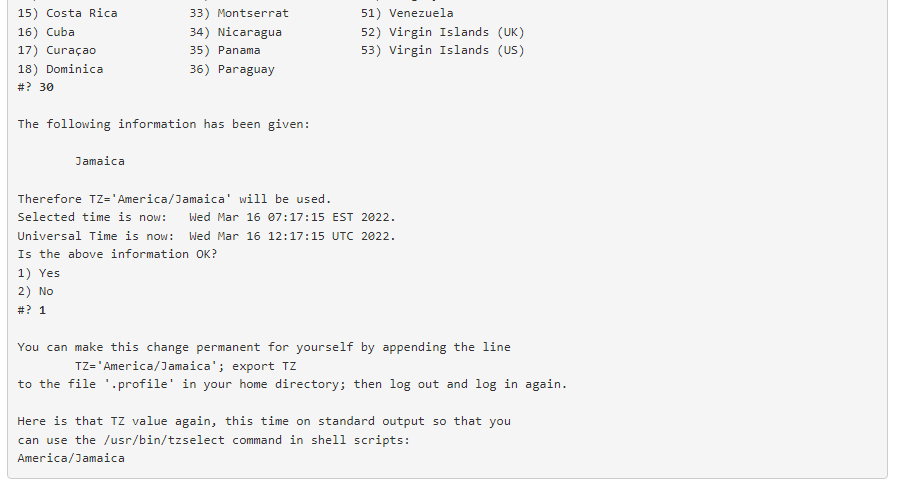 15) Costa Rica          33) Montserrat          51) Venezuela
16) Cuba                34) Nicaragua           52) Virgin Islands (UK)
17) Curaçao             35) Panama              53) Virgin Islands (US)
18) Dominica            36) Paraguay
#? 30
The following information has been given:
Jamaica
Therefore TZ='America/Jamaica' will be used.
Selected time is now:   Wed Mar 16 07:17:15 EST 2022.
Universal Time is now:  Wed Mar 16 12:17:15 UTC 2022.
Is the above information OK?
1) Yes
2) No
#? 1
You can make this change permanent for yourself by appending the line
TZ='America/Jamaica'; export TZ
to the file '.profile' in your home directory; then log out and log in again.
Here is that TZ value again, this time on standard output so that you
can use the /usr/bin/tzselect command in shell scripts:
America/Jamaica